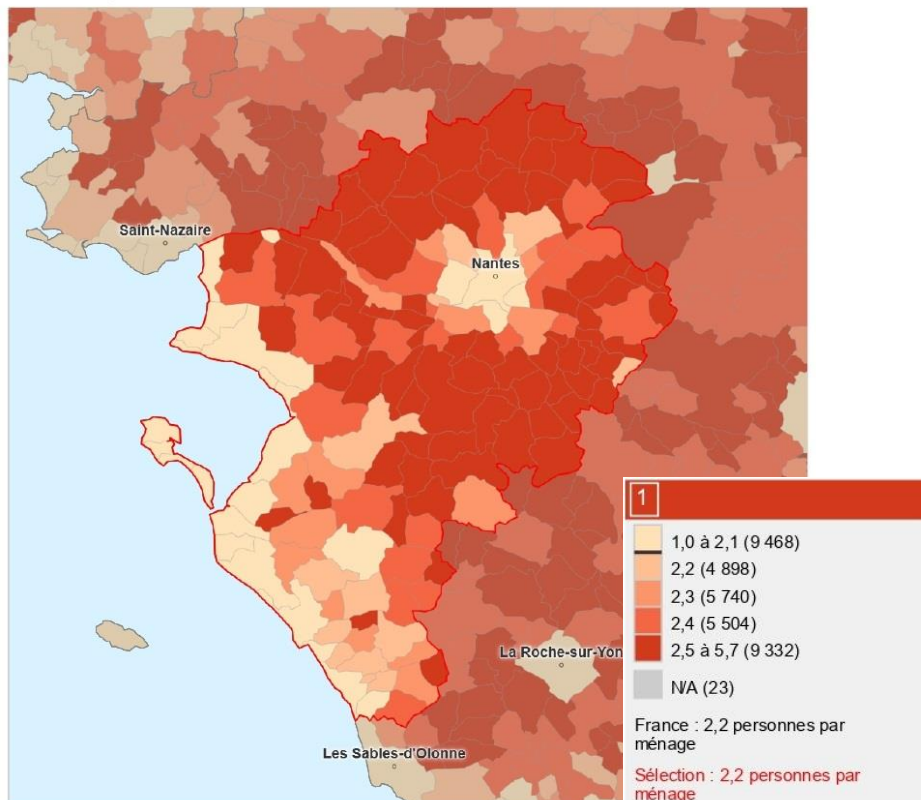 Saint-Nazaire
Nantes
La Roche-sur-Yon
Les Sables-d'Olonne
1
1,0 à 2,1 (9 468)
2,2 (4 898)
2,3 (5 740)
2,4 (5 504)
2,5 à 5,7 (9 332)
N/A (23)
France : 2,2 personnes par
ménage
Sélection : 2,2 personnes par
ménage